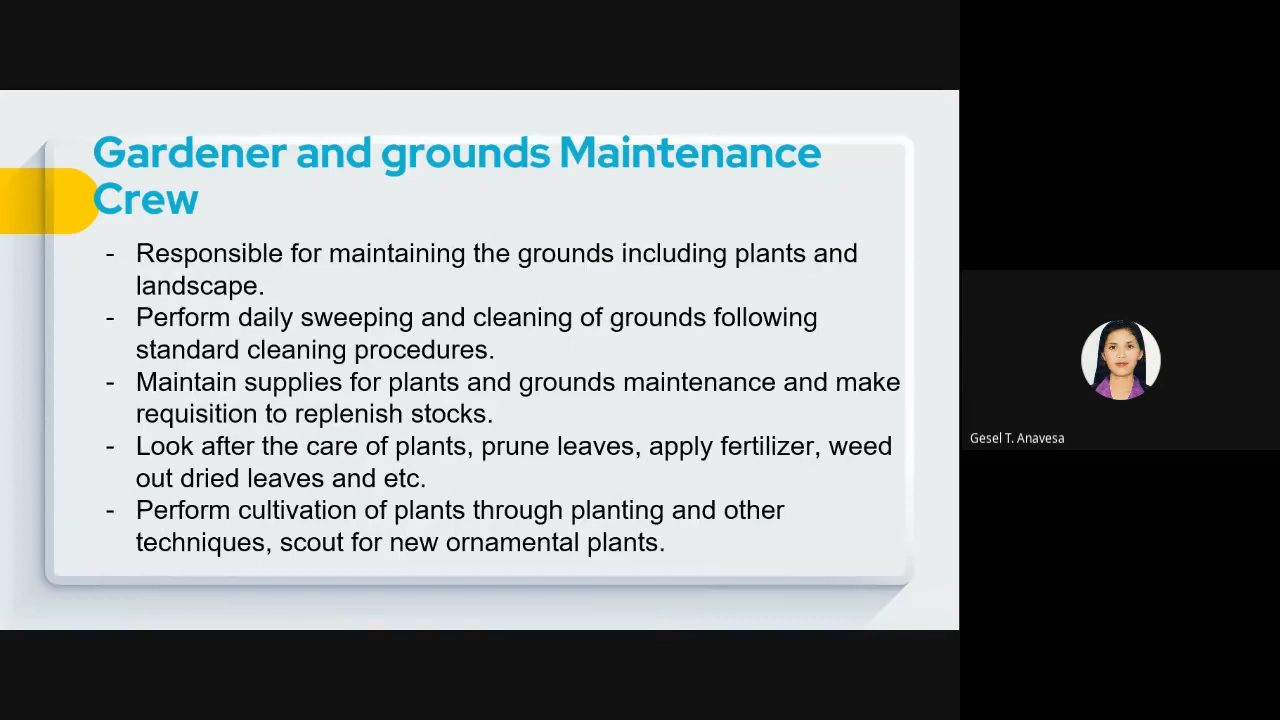 Gardener and grounds Maintenance
Crew
- Responsible for maintaining the grounds including plants and
landscape.
- Perform daily sweeping and cleaning of grounds following
standard cleaning procedures.
- Maintain supplies for plants and grounds maintenance and make
requisition to replenish stocks.
- Look after the care of plants, prune leaves, apply fertilizer, weed
out dried leaves and etc.
- Perform cultivation of plants through planting and other
techniques, scout for new ornamental plants.
Gesel T. Anavesa